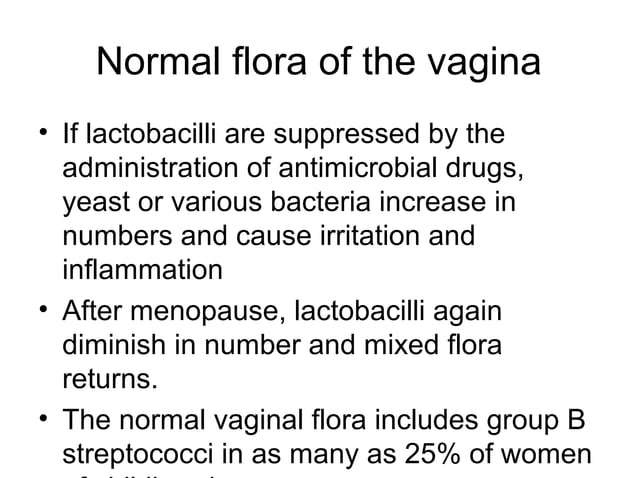 Normal flora of the vagina
• If lactobacilli are suppressed by the
administration of antimicrobial drugs,
yeast or various bacteria increase in
numbers and cause irritation and
inflammation
• After menopause, lactobacilli again
diminish in number and mixed flora
returns.
• The normal vaginal flora includes group B
streptococci in as many as 25% of women